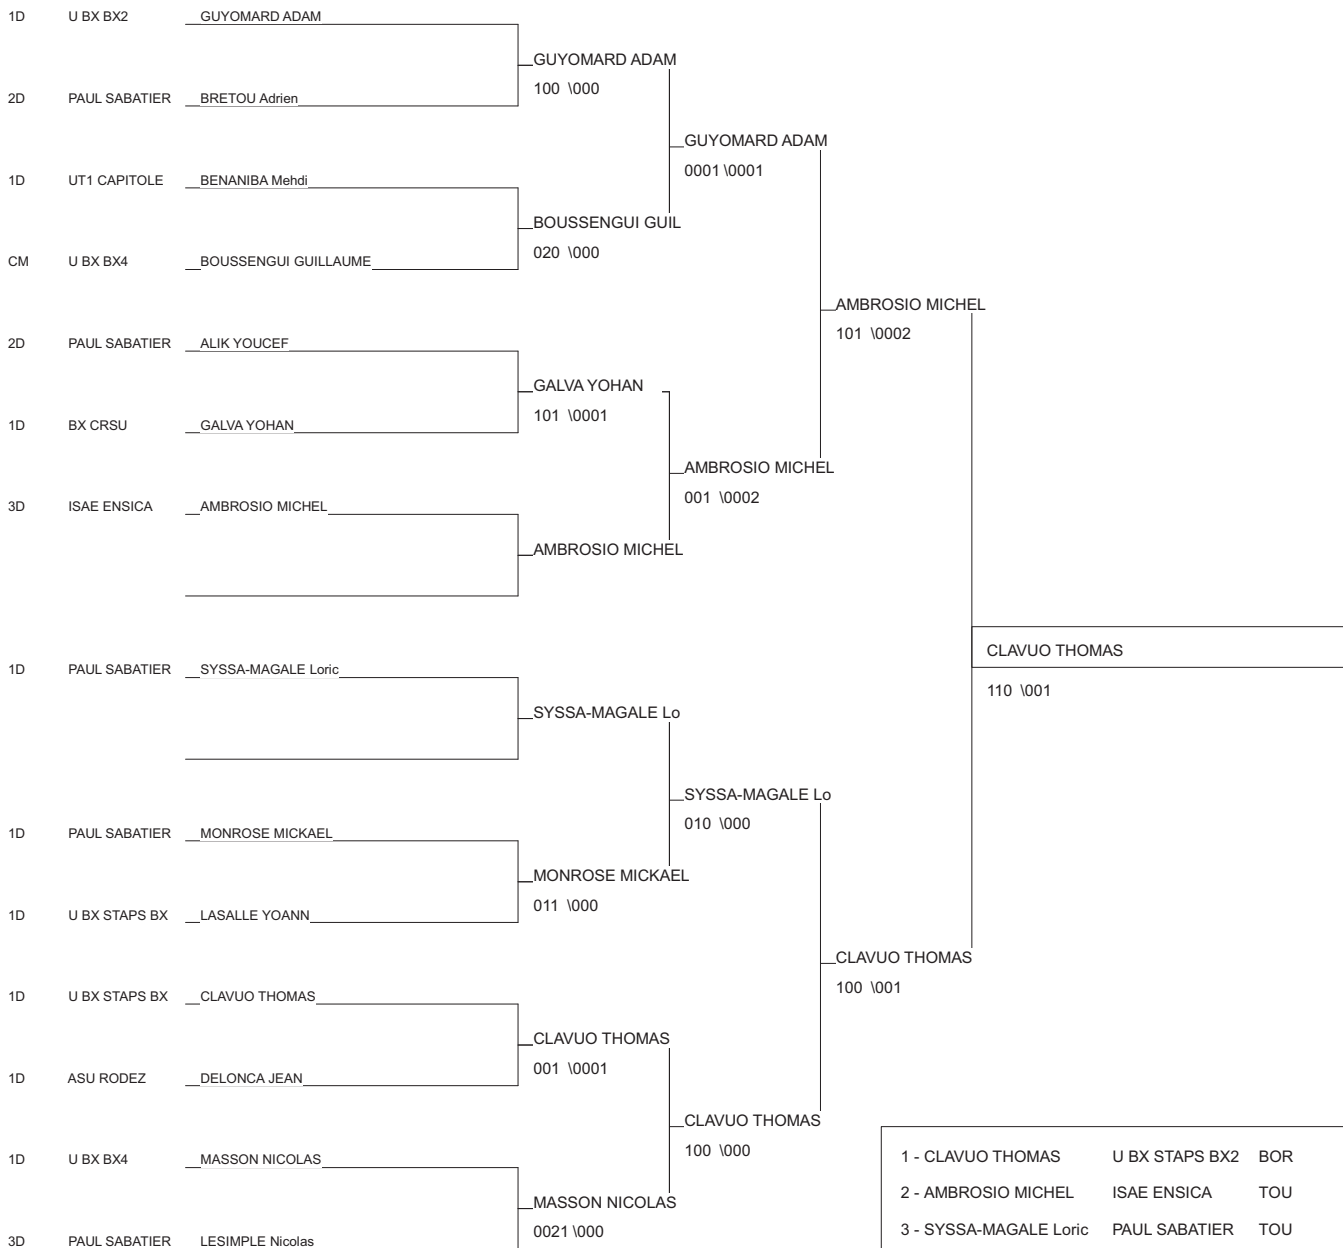 1D U BX BX2 GUYOMARD ADAM
GUYOMARD ADAM
100 \000
2D PAUL SABATIER BRETOU Adrien
GUYOMARD ADAM
0001 \0001
1D UT1 CAPITOLE BENANIBA Mehdi
BOUSSENGUI GUIL
020 \000
CM U BX BX4 BOUSSENGUI GUILLAUME
AMBROSIO MICHEL
101 \0002
2D PAUL SABATIER ALIK YOUCEF
GALVA YOHAN
101 \0001
1D BX CRSU GALVA YOHAN
AMBROSIO MICHEL
001 \0002
3D ISAE ENSICA AMBROSIO MICHEL
AMBROSIO MICHEL
CLAVUO THOMAS
110 \001
1D PAUL SABATIER SYSSA-MAGALE Loric
SYSSA-MAGALE Lo
SYSSA-MAGALE Lo
010 \000
1D PAUL SABATIER MONROSE MICKAEL
MONROSE MICKAEL
011 \000
1D U BX STAPS BX LASALLE YOANN
CLAVUO THOMAS
100 \001
1D U BX STAPS BX CLAVUO THOMAS
CLAVUO THOMAS
001 \0001
1D ASU RODEZ DELONCA JEAN
CLAVUO THOMAS
100 \000
1D U BX BX4 MASSON NICOLAS
MASSON NICOLAS
0021 \000
3D PAUL SABATIER LESIMPLE Nicolas
1 - CLAVUO THOMAS U BX STAPS BX2 BOR
2 - AMBROSIO MICHEL ISAE ENSICA TOU
3 - SYSSA-MAGALE Loric PAUL SABATIER TOU